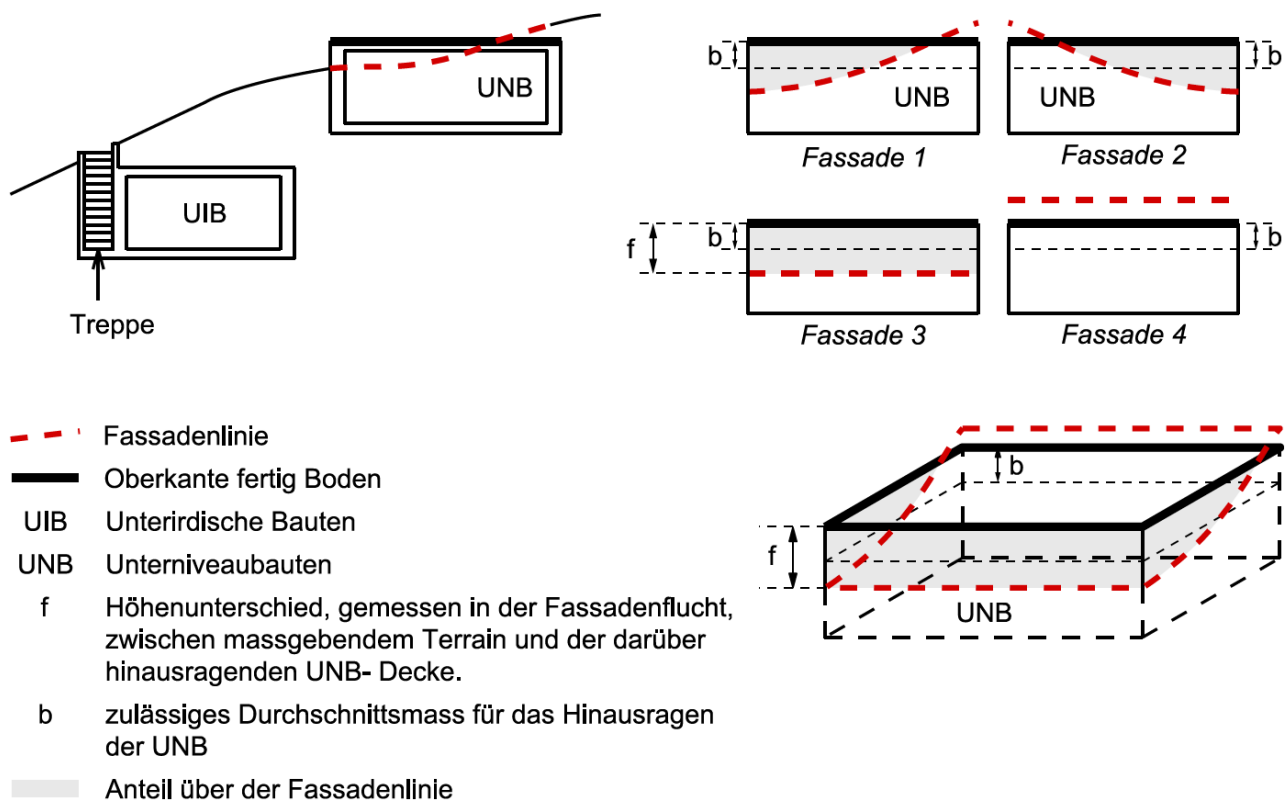 UNB
UIB
Treppe
b
UNB
Fassade 1
UNB
b
Fassade 2
f
b
Fassade 3
b
Fassade 4
Fassadenlinie
Oberkante fertig Boden
UIB Unterirdische Bauten
UNB Unterniveaubauten
f Höhenunterschied, gemessen in der Fassadenflucht,
zwischen massgebendem Terrain und der darüber
hinausragenden UNB- Decke.
b zulässiges Durchschnittsmass für das Hinausragen
der UNB
Anteil über der Fassadenlinie
b
f
UNB